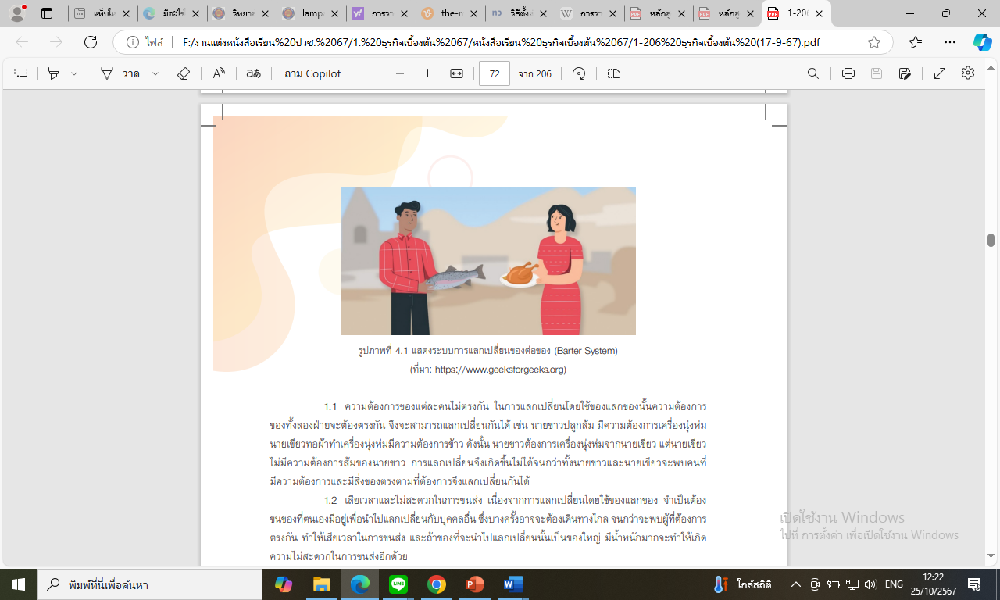 แท็บให
มีอะไร
วิทยาล
lamp
การวา
the-n
วิธีตั้งเ
การวา
หลักสู
หลักสู
1-20
ไฟล์
F:/งานแต่งหนังสือเรียน%20ปวช.%2067/1.%20ธุรกิจเบื้องต้น%2067/หนังสือเรียน%20ธุรกิจเบื้องต้น%2067/1-206%20ธุรกิจเบื้องต้น%20(17-9-67).pdf
วาด
ถาม Copilot
72
จาก 206
รูปภาพที่ 4.1 แสดงระบบการแลกเปลี่ยนของต่อของ (Barter System)
(ที่มา: https://www.geeksforgeeks.org)
1.1 ความต้องการของแต่ละคนไม่ตรงกัน ในการแลกเปลี่ยนโดยใช้ของแลกของนั้นความต้องการ
ของทั้งสองฝ่ายจะต้องตรงกัน จึงจะสามารถแลกเปลี่ยนกันได้ เช่น นายขาวปลูกส้ม มีความต้องการเครื่องนุ่งห่ม
นายเขียวทอผ้าทำเครื่องนุ่งห่มมีความต้องการข้าว ดังนั้น นายขาวต้องการเครื่องนุ่งห่มจากนายเขียว แต่นายเขียว
ไม่มีความต้องการส้มของนายขาว การแลกเปลี่ยนจึงเกิดขึ้นไม่ได้จนกว่าทั้งนายขาวและนายเขียวจะพบคนที่
มีความต้องการและมีสิ่งของตรงตามที่ต้องการจึงแลกเปลี่ยนกันได้
1.2 เสียเวลาและไม่สะดวกในการขนส่ง เนื่องจากการแลกเปลี่ยนโดยใช้ของแลกของ จำเป็นต้อง
ขนของที่ตนเองมีอยู่เพื่อนำไปแลกเปลี่ยนกับบุคคลอื่น ซึ่งบางครั้งอาจจะต้องเดินทางไกล จนกว่าจะพบผู้ที่ต้องการ
ตรงกัน ทำให้เสียเวลาในการขนส่ง และถ้าของที่จะนำไปแลกเปลี่ยนนั้นเป็นของใหญ่ มีน้ำหนักมากจะทำให้เกิด
ความไม่สะดวกในการขนส่งอีกด้วย
เปิดใช้งาน Windows
ไปที่ การตั้งค่า เพื่อเปิดใช้งาน Windows
พิมพ์ที่นี่เพื่อค้นหา
ใกล้สถิติ
ENG
12:22
25/10/2567